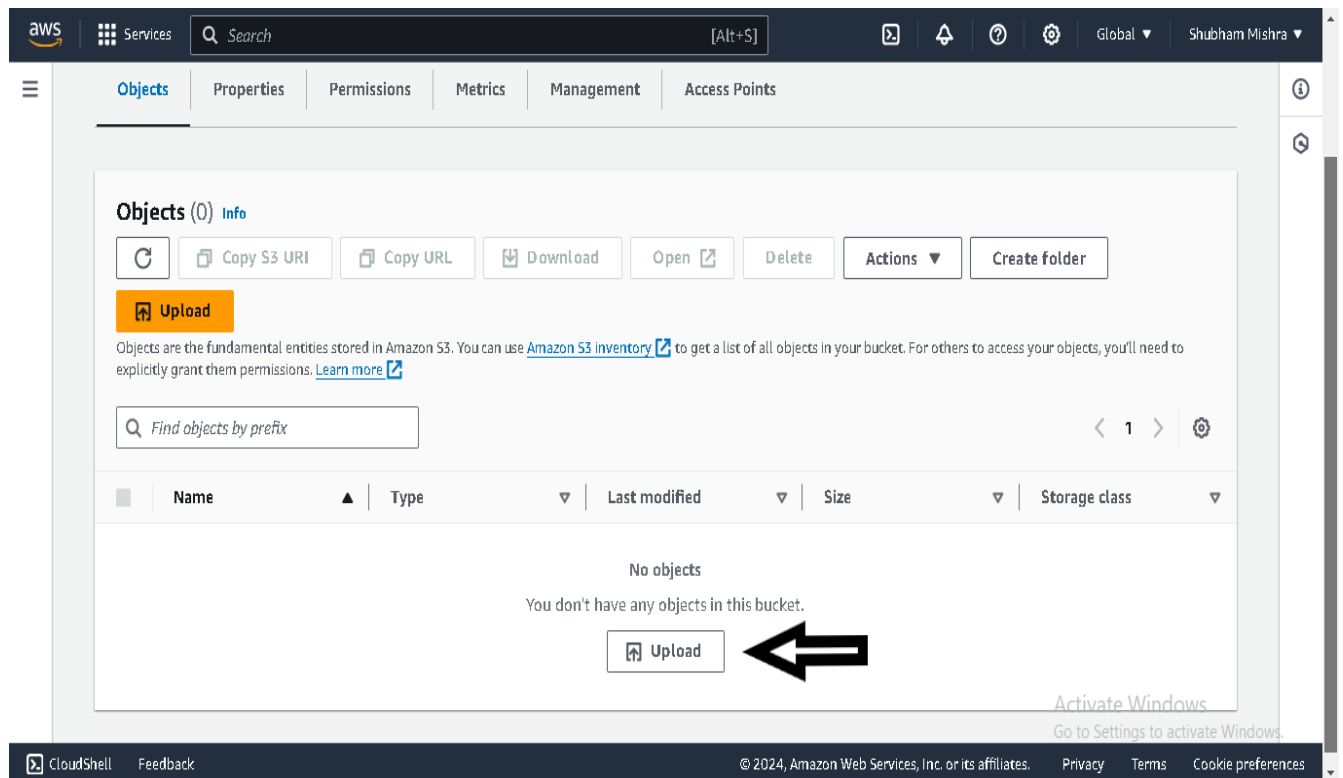 aws Services Search [Alt+S] Global Shubham Mishra
Objects Properties Permissions Metrics Management Access Points
Objects (0) Info
Copy S3 URI Copy URL Download Open Delete Actions Create folder
Upload
Objects are the fundamental entities stored in Amazon S3. You can use Amazon S3 inventory to get a list of all objects in your bucket. For others to access your objects, you'll need to
explicitly grant them permissions. Learn more
Find objects by prefix
1
Name Type Last modified Size Storage class
No objects
You don't have any objects in this bucket.
Upload
Activate Windows
Go to Settings to activate Windows.
CloudShell Feedback © 2024, Amazon Web Services, Inc. or its affiliates. Privacy Terms Cookie preferences